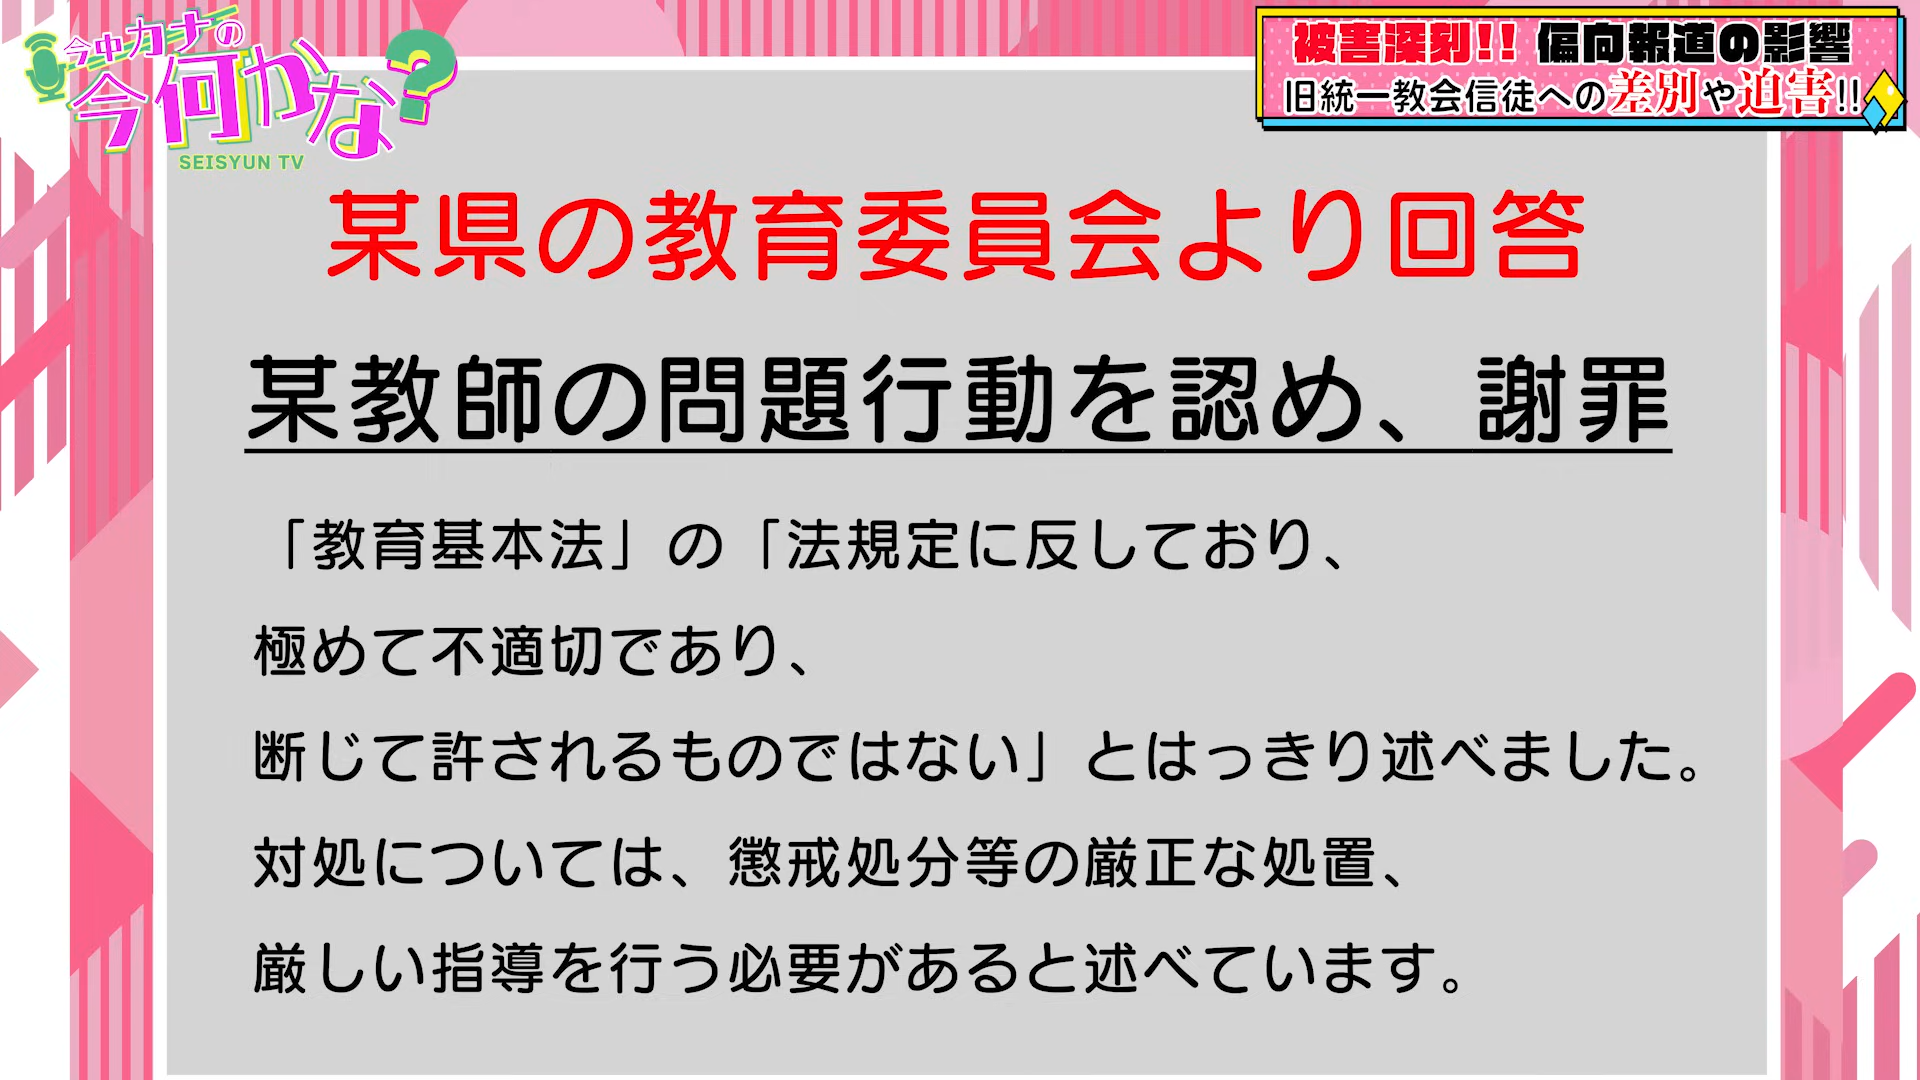 今中カナの
今何かな?
SEISYUN TV
被害深刻!! 偏向報道の影響
旧統一教会信徒への差別や迫害!!
某県の教育委員会より回答
某教師の問題行動を認め、謝罪
「教育基本法」の「法規定に反しており、
極めて不適切であり、
断じて許されるものではない」とはっきり述べました。
対処については、懲戒処分等の厳正な処置、
厳しい指導を行う必要があると述べています。